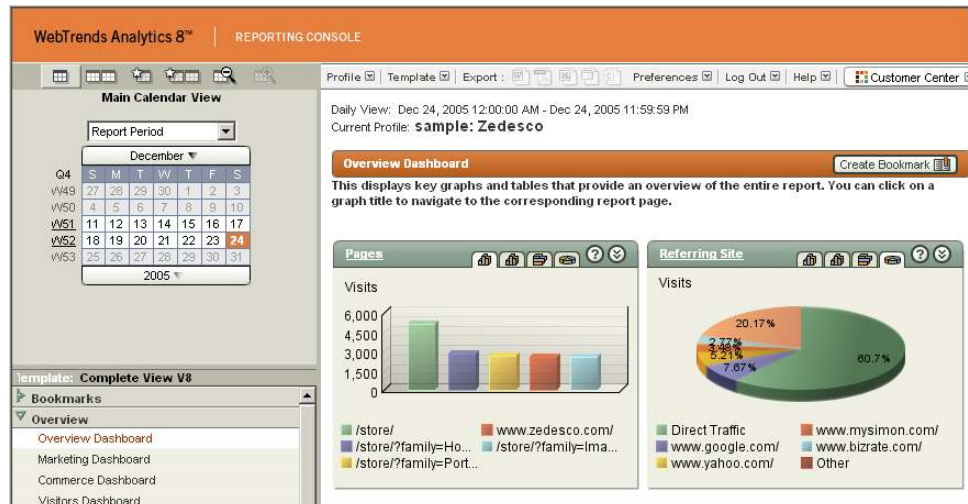 WebTrends Analytics 8™ REPORTING CONSOLE
Main Calendar View
Report Period
December
Q4 S M T W T F S
W49 27 28 29 30 1 2 3
W50 4 5 6 7 8 9 10
W51 11 12 13 14 15 16 17
W52 18 19 20 21 22 23 24
W53 25 26 27 28 29 30 31
2005
Template: Complete View V8
Bookmarks
Overview
Overview Dashboard
Marketing Dashboard
Commerce Dashboard
Visitors Dashboard
Profile Template Export : Preferences Log Out Help Customer Center
Daily View: Dec 24, 2005 12:00:00 AM - Dec 24, 2005 11:59:59 PM
Current Profile: sample: Zedesco
Overview Dashboard Create Bookmark
This displays key graphs and tables that provide an overview of the entire report. You can click on a
graph title to navigate to the corresponding report page.
Pages ?
Visits
6,000
4,500
3,000
1,500
0
/store/ www.zedesco.com/
/store/?family=Ho... /store/?family=Ima...
/store/?family=Port...
Referring Site ?
Visits
20.17%
2.77%
3.48%
5.21%
7.67%
60.7%
Direct Traffic www.mysimon.com/
www.google.com/ www.bizrate.com/
www.yahoo.com/ Other